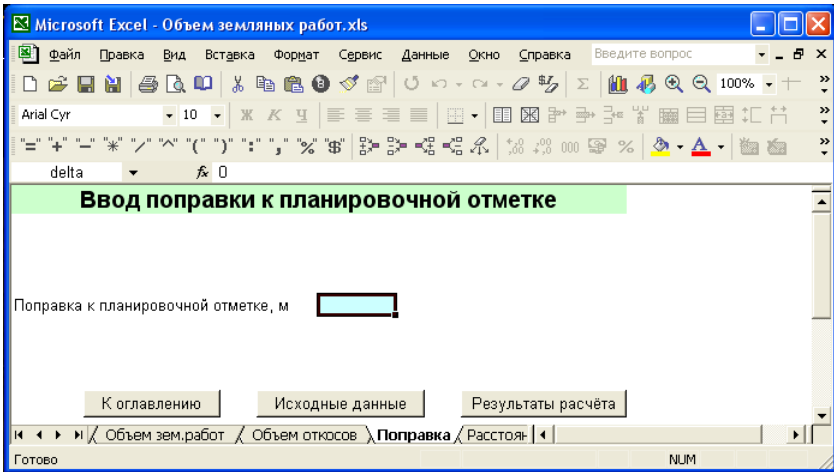 Microsoft Excel - Объем земляных работ.xls
Файл Правка Вид Вставка Формат Сервис Данные Окно Справка Введите вопрос
100%
Arial Cyr 10 Ж К Ч
"=" "+" "—" "*" "/" "^" "(" ")" ":" "," "%" "$" 000 %
delta fx 0
Ввод поправки к планировочной отметке
Поправка к планировочной отметке, м
К оглавлению Исходные данные Результаты расчёта
Объем зем.работ Объем откосов Поправка Расстоян
Готово NUM